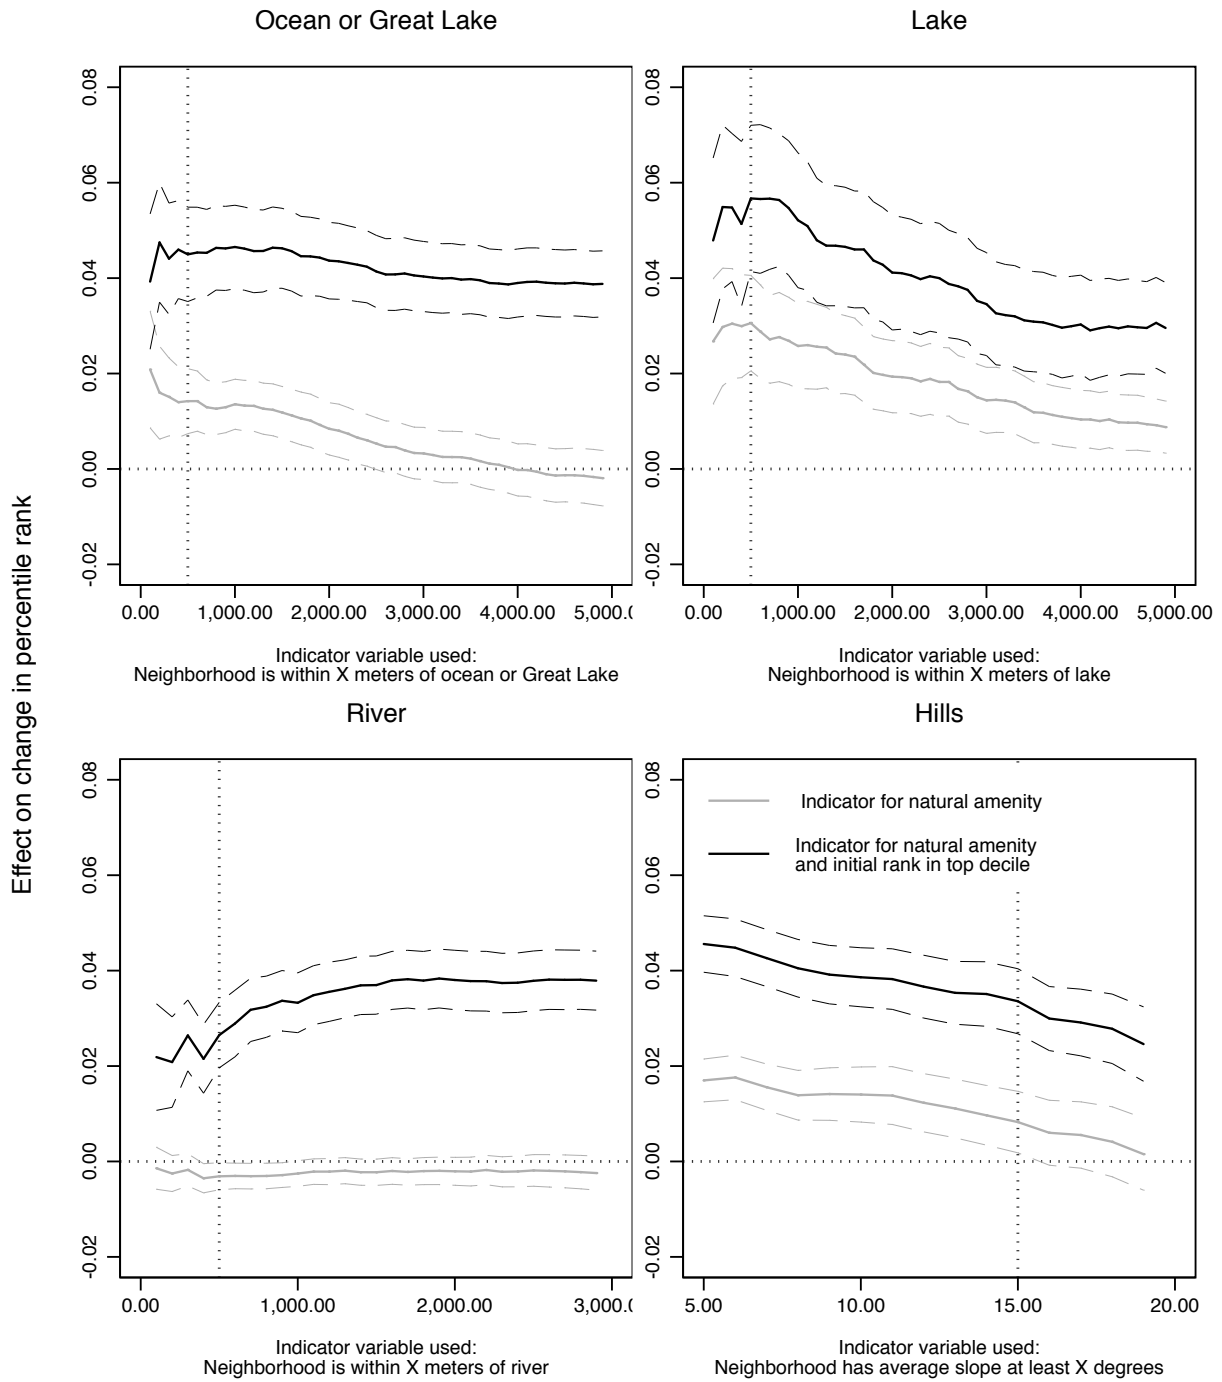 Ocean or Great Lake
Lake
Effect on change in percentile rank
0.08
0.06
0.04
0.02
0.00
-0.02
0.00 1,000.00 2,000.00 3,000.00 4,000.00 5,000.0
Indicator variable used:
Neighborhood is within X meters of ocean or Great Lake
0.08
0.06
0.04
0.02
0.00
-0.02
0.00 1,000.00 2,000.00 3,000.00 4,000.00 5,000.00
Indicator variable used:
Neighborhood is within X meters of lake
River
Hills
0.08
0.06
0.04
0.02
0.00
-0.02
0.00 1,000.00 2,000.00 3,000.0
Indicator variable used:
Neighborhood is within X meters of river
0.08
0.06
0.04
0.02
0.00
-0.02
Indicator for natural amenity
Indicator for natural amenity
and initial rank in top decile
5.00 10.00 15.00 20.00
Indicator variable used:
Neighborhood has average slope at least X degrees